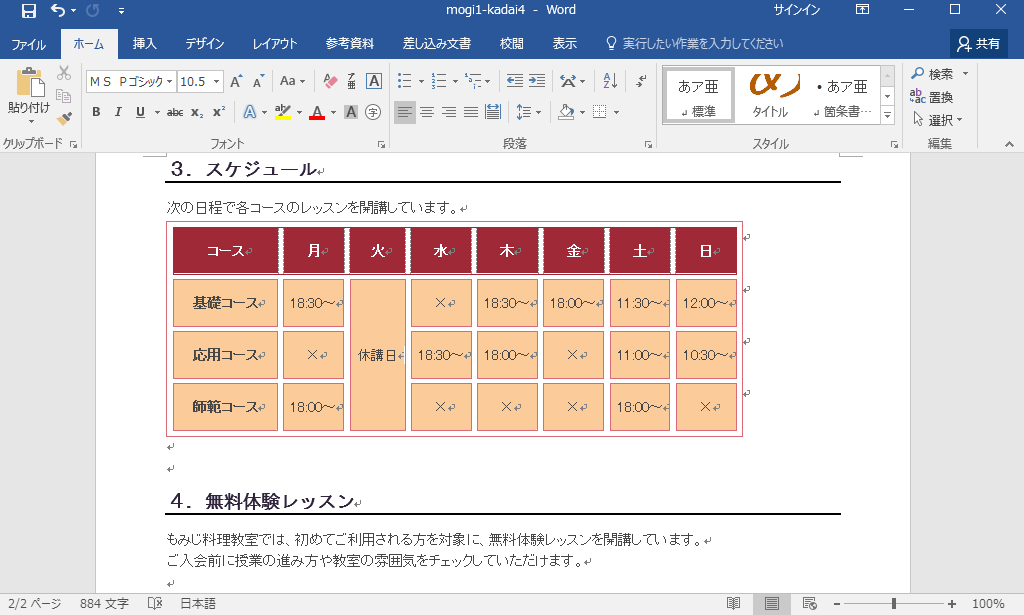 mogi1-kadai4 - Word
サインイン
ファイル ホーム 挿入 デザイン レイアウト 参考資料 差し込み文書 校閲 表示 実行したい作業を入力してください 共有
貼り付け
クリップボード
ＭＳ Ｐゴシック 10.5 A A Aa ア亜 A
B I U abc x₂ x² A ab A A 字
フォント
段落
あア亜 標準
タイトル
・あア亜 箇条書…
スタイル
検索
置換
選択
編集
３．スケジュール
次の日程で各コースのレッスンを開講しています。
コース 月 火 水 木 金 土 日
基礎コース 18:30～ × 18:30～ 18:00～ 11:30～ 12:00～
応用コース × 休講日 18:30～ 18:00～ × 11:00～ 10:30～
師範コース 18:00～ × × × 18:00～ ×
４．無料体験レッスン
もみじ料理教室では、初めてご利用される方を対象に、無料体験レッスンを開講しています。
ご入会前に授業の進み方や教室の雰囲気をチェックしていただけます。
2/2 ページ 884 文字 日本語 100%